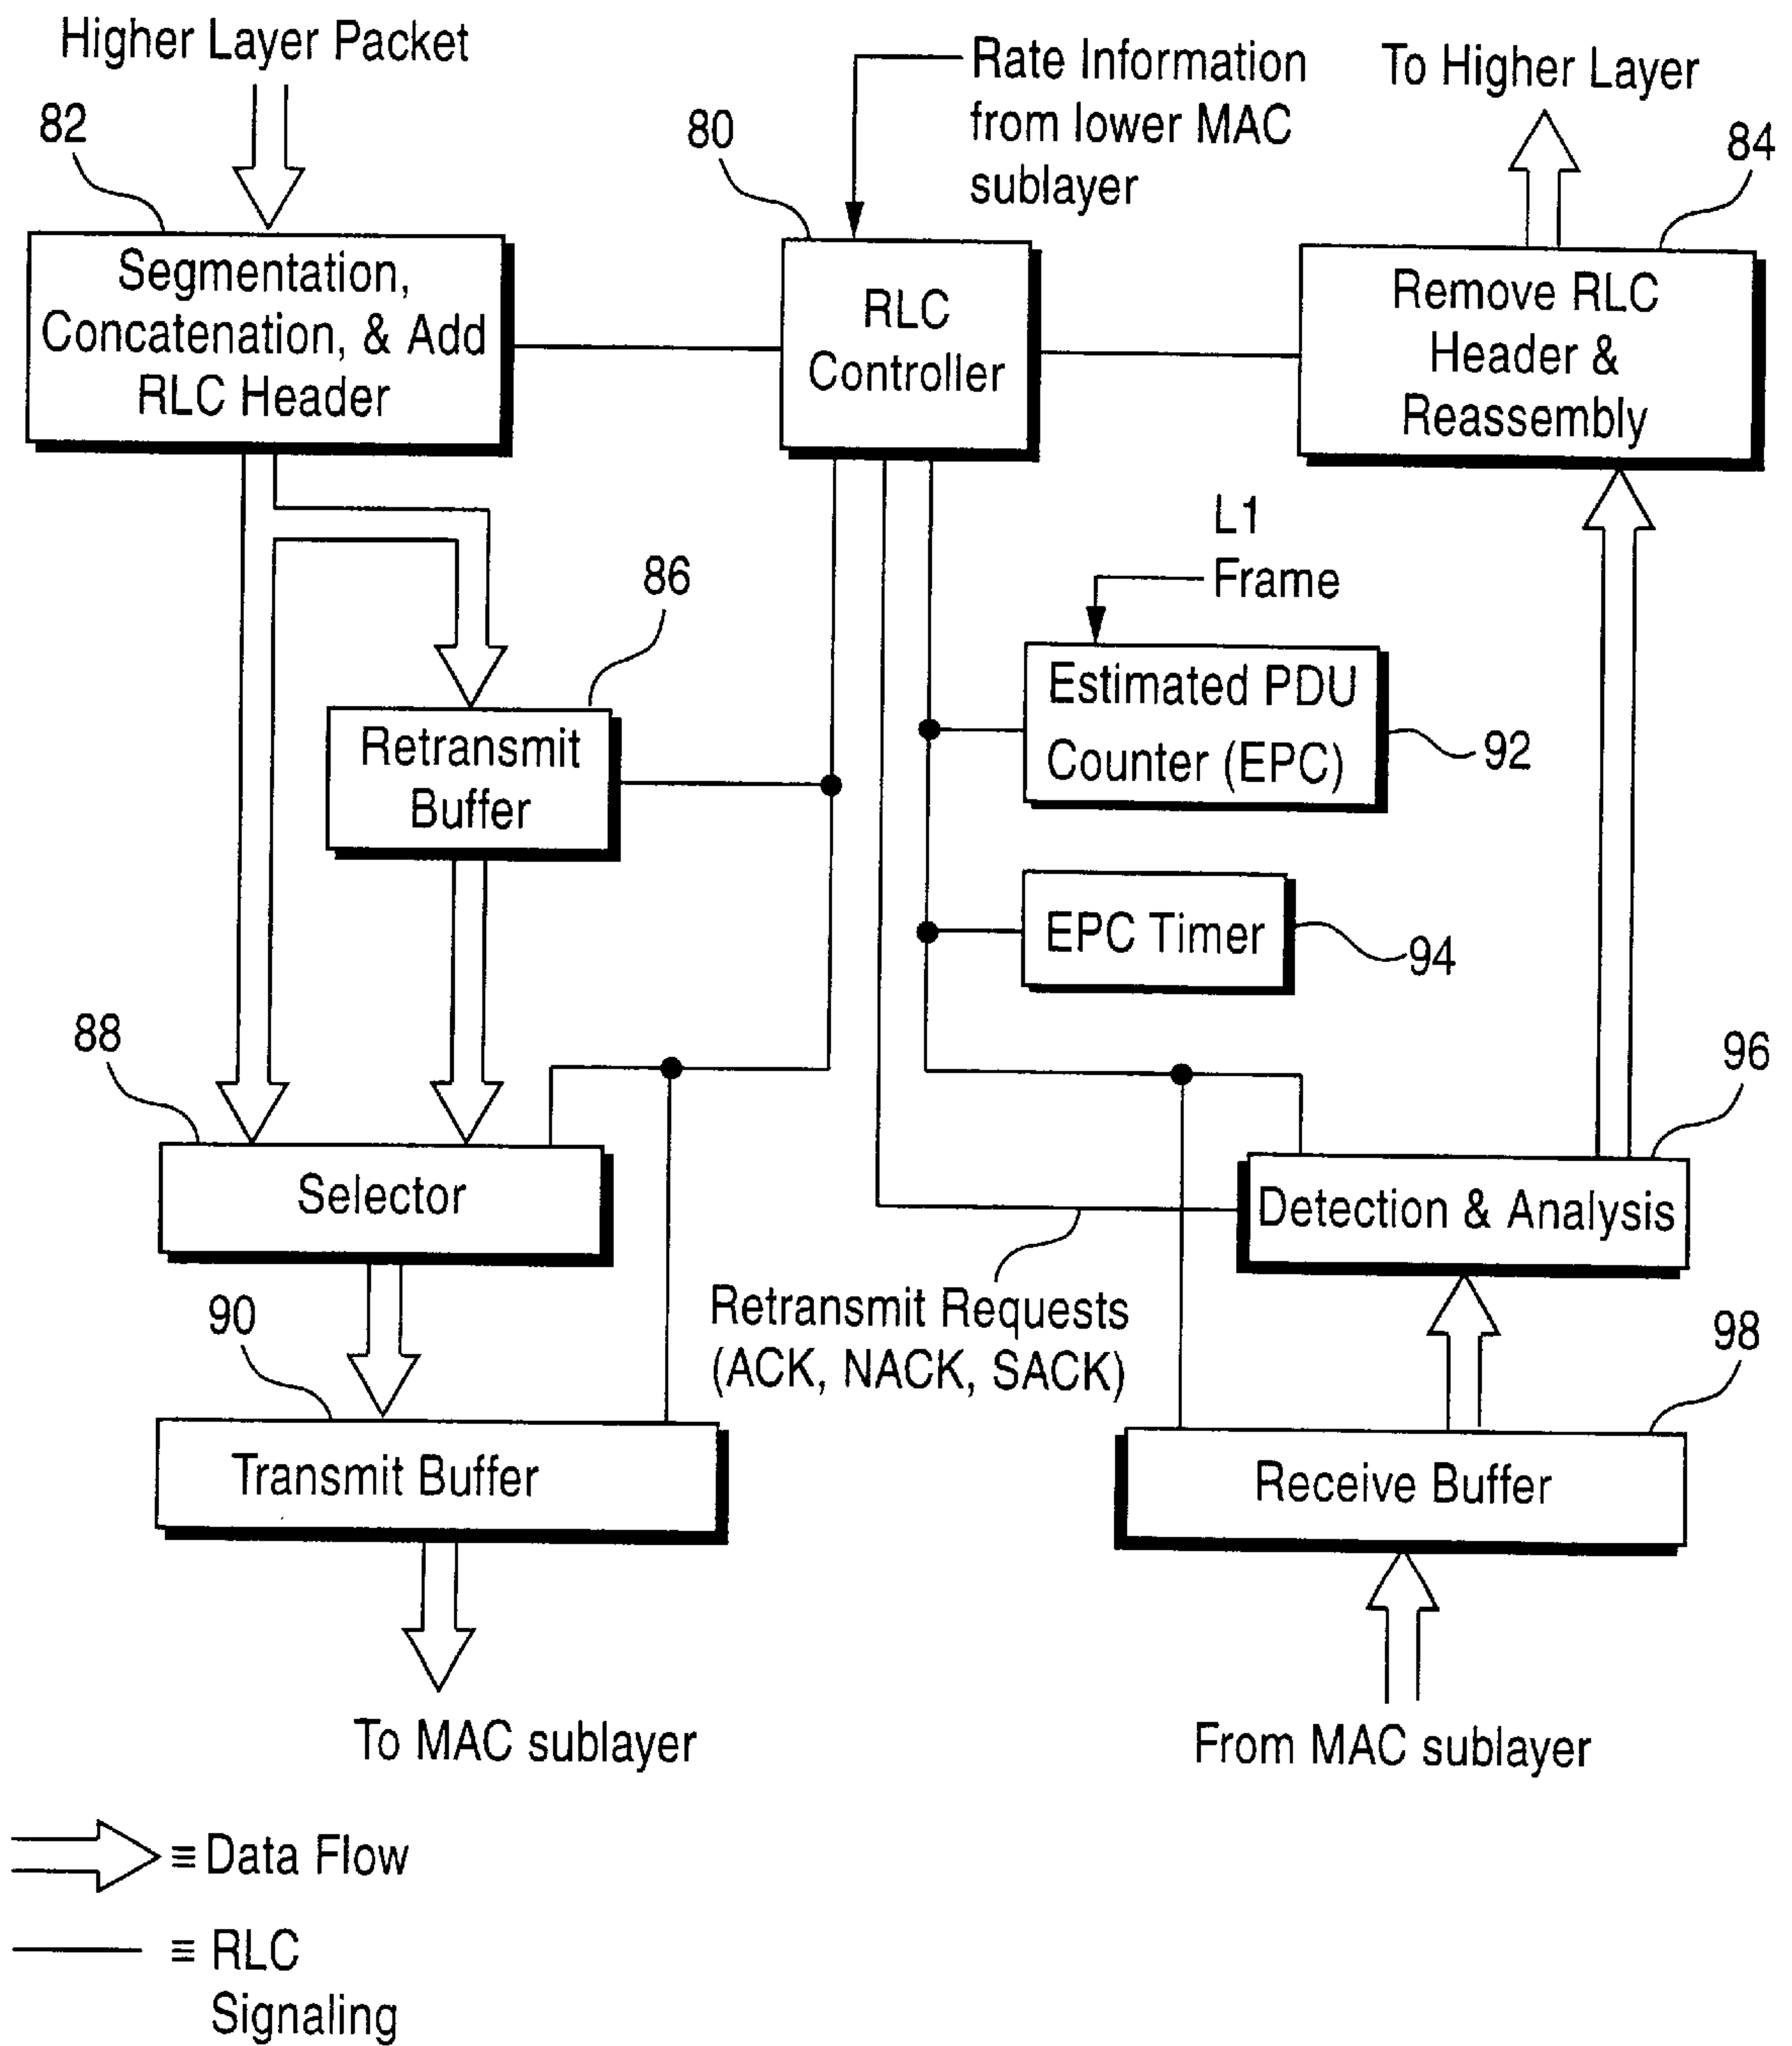 Higher Layer Packet
Rate Information
from lower MAC
sublayer
To Higher Layer
82
80
84
Segmentation,
Concatenation, & Add
RLC Header
RLC
Controller
Remove RLC
Header &
Reassembly
L1
Frame
86
Estimated PDU
Counter (EPC)
92
Retransmit
Buffer
EPC Timer
94
88
96
Selector
Detection & Analysis
90
Retransmit Requests
(ACK, NACK, SACK)
98
Transmit Buffer
Receive Buffer
To MAC sublayer
From MAC sublayer
≡ Data Flow
≡ RLC
Signaling